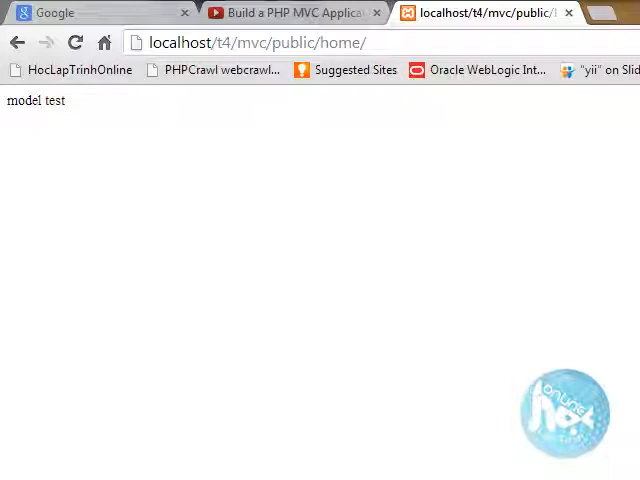 Google
Build a PHP MVC Applica
localhost/t4/mvc/public/
localhost/t4/mvc/public/home/
HocLapTrinhOnline
PHPCrawl webcrawl...
Suggested Sites
Oracle WebLogic Int...
"yii" on Slid
model test
ONLINE